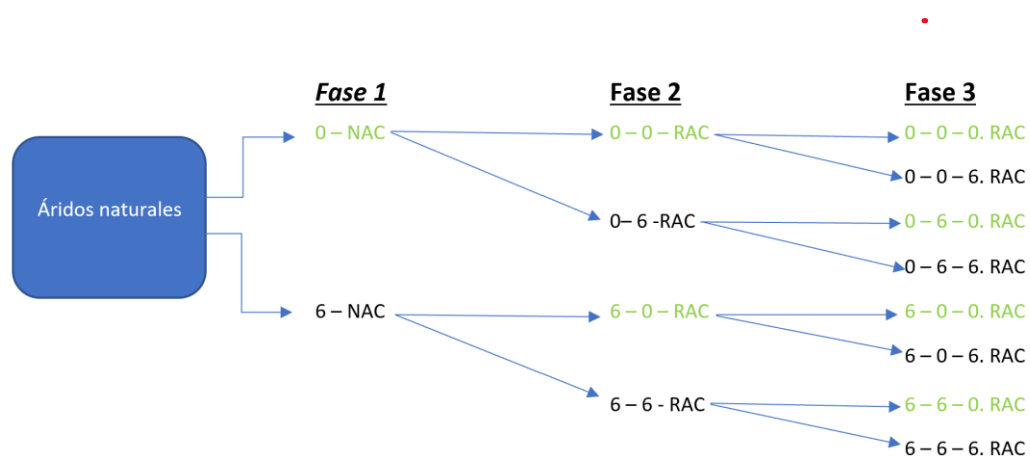 Fase 1
Fase 2
Fase 3
0 – NAC
0 – 0 – RAC
0 – 0 – 0. RAC
0 – 0 – 6. RAC
Áridos naturales
0– 6 -RAC
0 – 6 – 0. RAC
0 – 6 – 6. RAC
6 – NAC
6 – 0 – RAC
6 – 0 – 0. RAC
6 – 0 – 6. RAC
6 – 6 - RAC
6 – 6 – 0. RAC
6 – 6 – 6. RAC